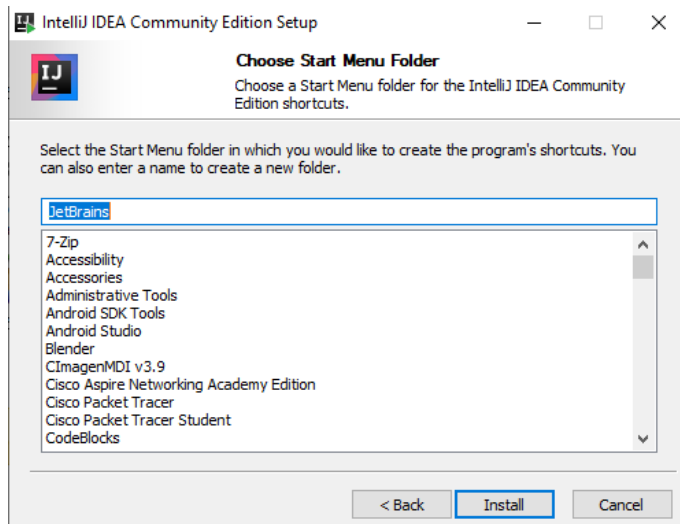 IntelliJ IDEA Community Edition Setup
IJ
Choose Start Menu Folder
Choose a Start Menu folder for the IntelliJ IDEA Community
Edition shortcuts.
Select the Start Menu folder in which you would like to create the program's shortcuts. You
can also enter a name to create a new folder.
JetBrains
7-Zip
Accessibility
Accessories
Administrative Tools
Android SDK Tools
Android Studio
Blender
CImagenMDI v3.9
Cisco Aspire Networking Academy Edition
Cisco Packet Tracer
Cisco Packet Tracer Student
CodeBlocks
< Back Install Cancel